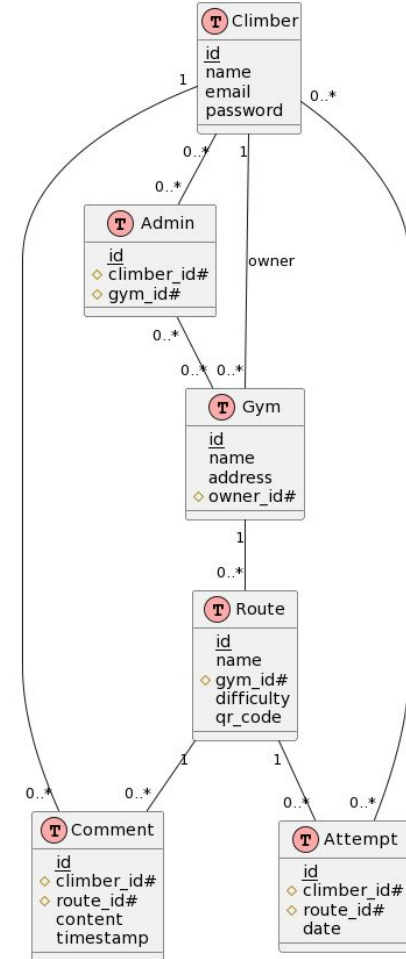 T Climber
id
name
email
password
1
0..*
0..*
1
0..*
T Admin
id
climber_id#
gym_id#
owner
0..*
0..* 0..*
T Gym
id
name
address
owner_id#
1
0..*
T Route
id
name
gym_id#
difficulty
qr_code
1
1
0..*
0..*
0..*
0..*
T Comment
id
climber_id#
route_id#
content
timestamp
T Attempt
id
climber_id#
route_id#
date